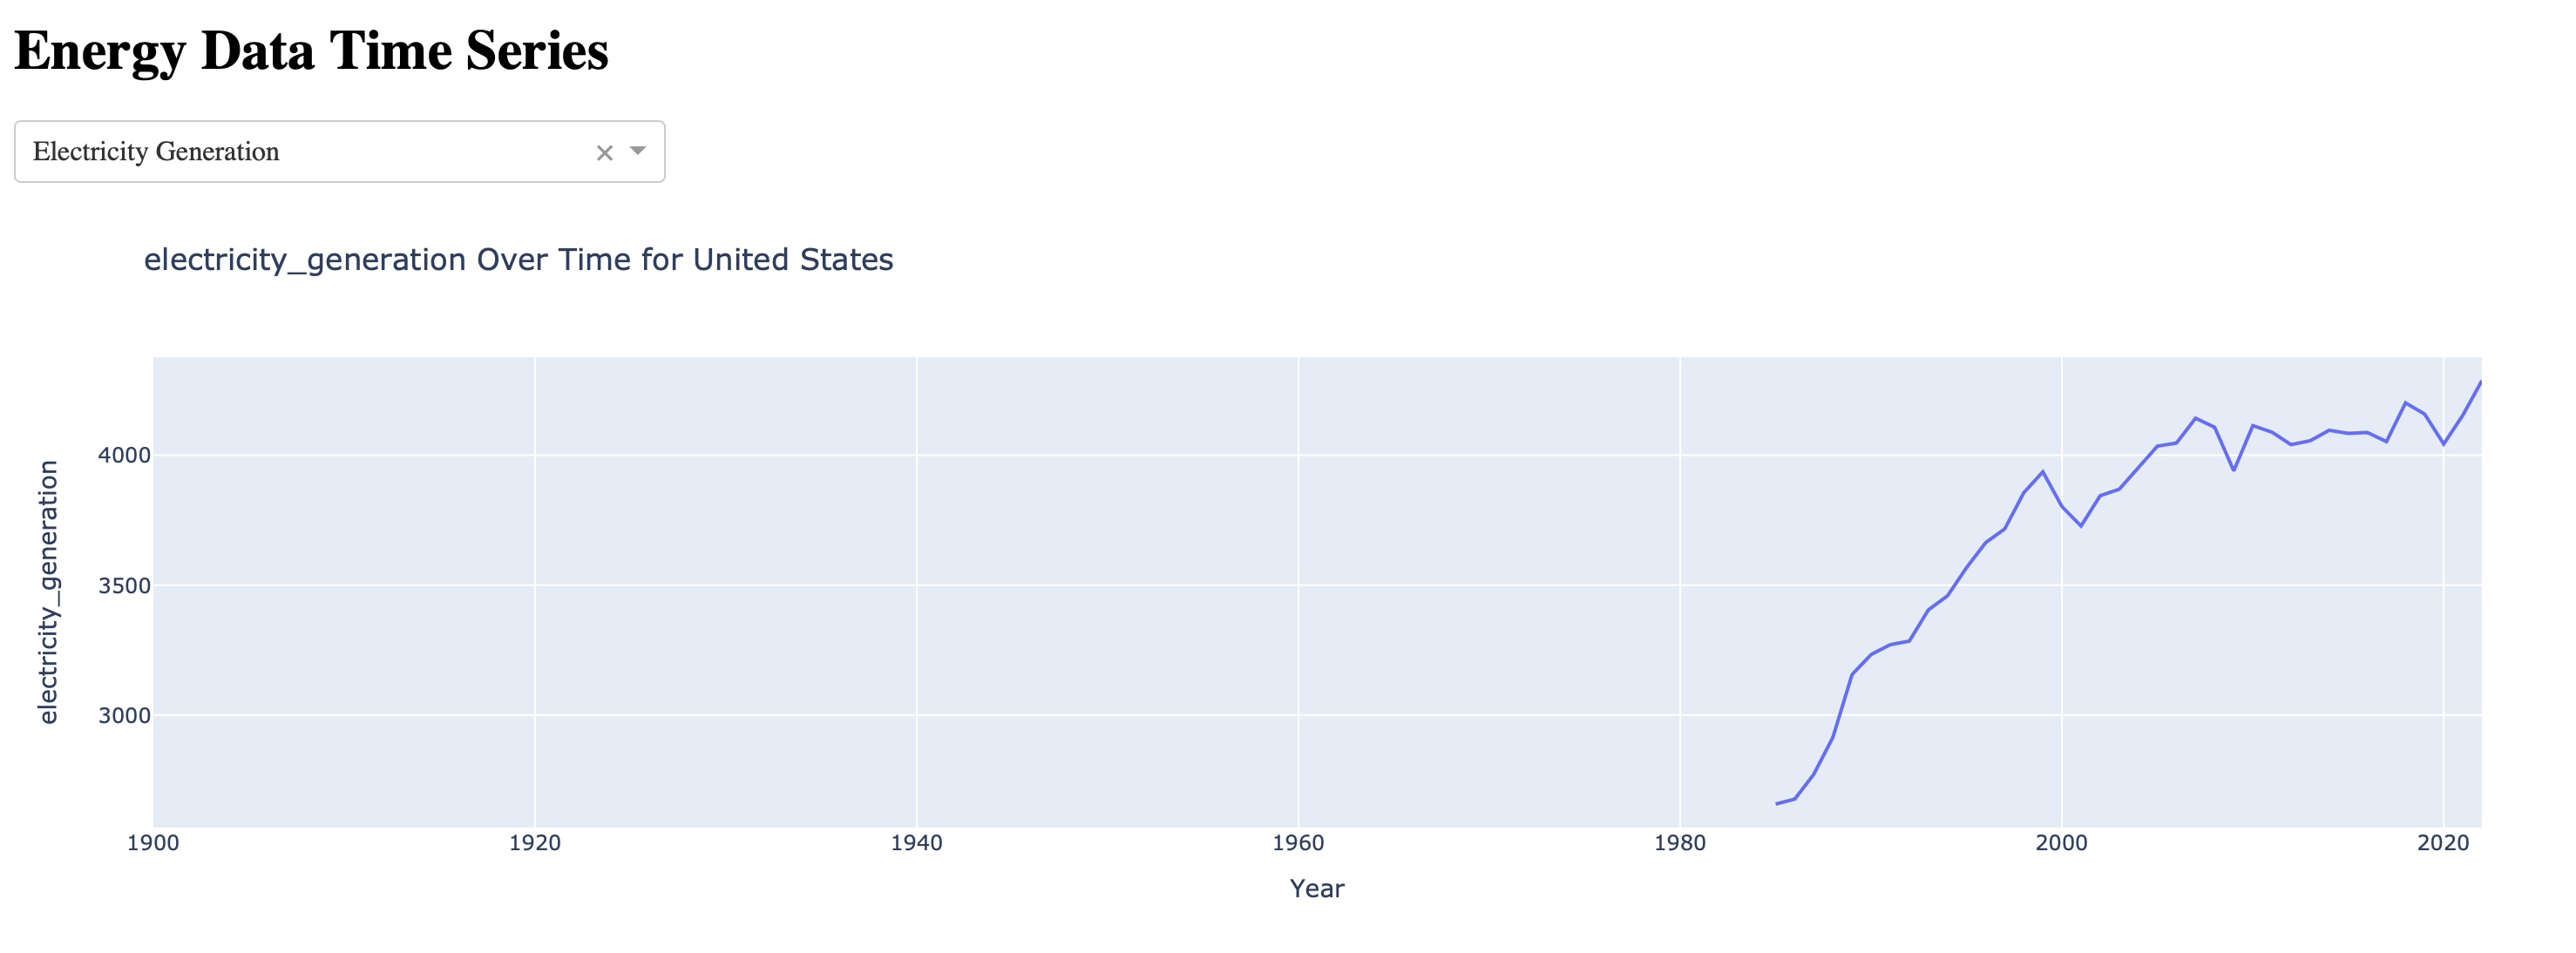 Energy Data Time Series
Electricity Generation
electricity_generation Over Time for United States
electricity_generation
4000
3500
3000
1900 1920 1940 1960 1980 2000 2020
Year